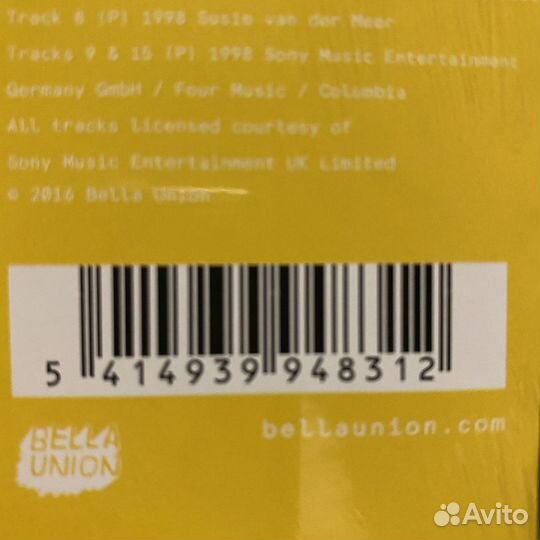 Track 8 (P) 1998 Susie van der Meer
Tracks 9 & 15 (P) 1998 Sony Music Entertainment
Germany GmbH / Four Music / Columbia
All tracks licensed courtesy of
Sony Music Entertainment UK Limited
© 2016 Bella Union
5 414939 948312
BELLA
UNION
bellaunion.com
Avito